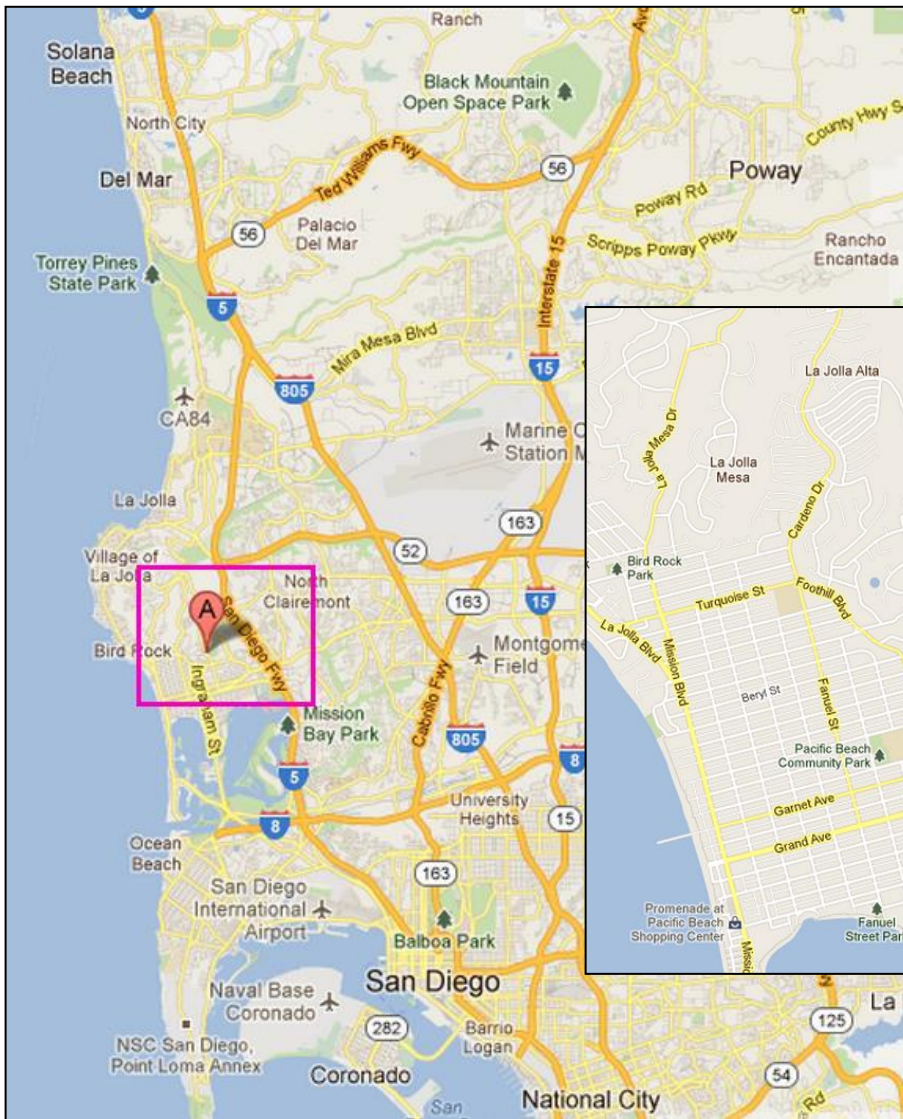 5
Ranch
Ave
5
Solana
Beach
Black Mountain
Open Space Park
North City
County Hwy S
Ted Williams Fwy
56
Poway
Del Mar
Poway Rd
56
Palacio
Del Mar
Scripps Poway Pkwy
Rancho
Encantada
Torrey Pines
State Park
Interstate 15
5
Mira Mesa Blvd
15
805
CA84
Marine C
Station M
La Jolla
163
52
Village of
La Jolla
North
Clairemont
163
15
A
San Diego Fwy
Bird Rock
Montgome
Field
Ingraham St
Mission
Bay Park
Cabrillo Fwy
805
8
5
University
Heights
15
8
Ocean
Beach
163
San Diego
International
Airport
Balboa Park
San Diego
Naval Base
Coronado
La
282
Barrio
Logan
125
NSC San Diego,
Point Loma Annex
Coronado
54
National City
Rd
San
La Jolla Alta
La Jolla Mesa Dr
La Jolla
Mesa
Cardeno Dr
Bird Rock
Park
Turquoise St
Foothill Blvd
La Jolla Blvd
Mission Blvd
Beryl St
Fanuel St
Pacific Beach
Community Park
Garnet Ave
Grand Ave
Promenade at
Pacific Beach
Shopping Center
Fanuel
Street Park
Missio